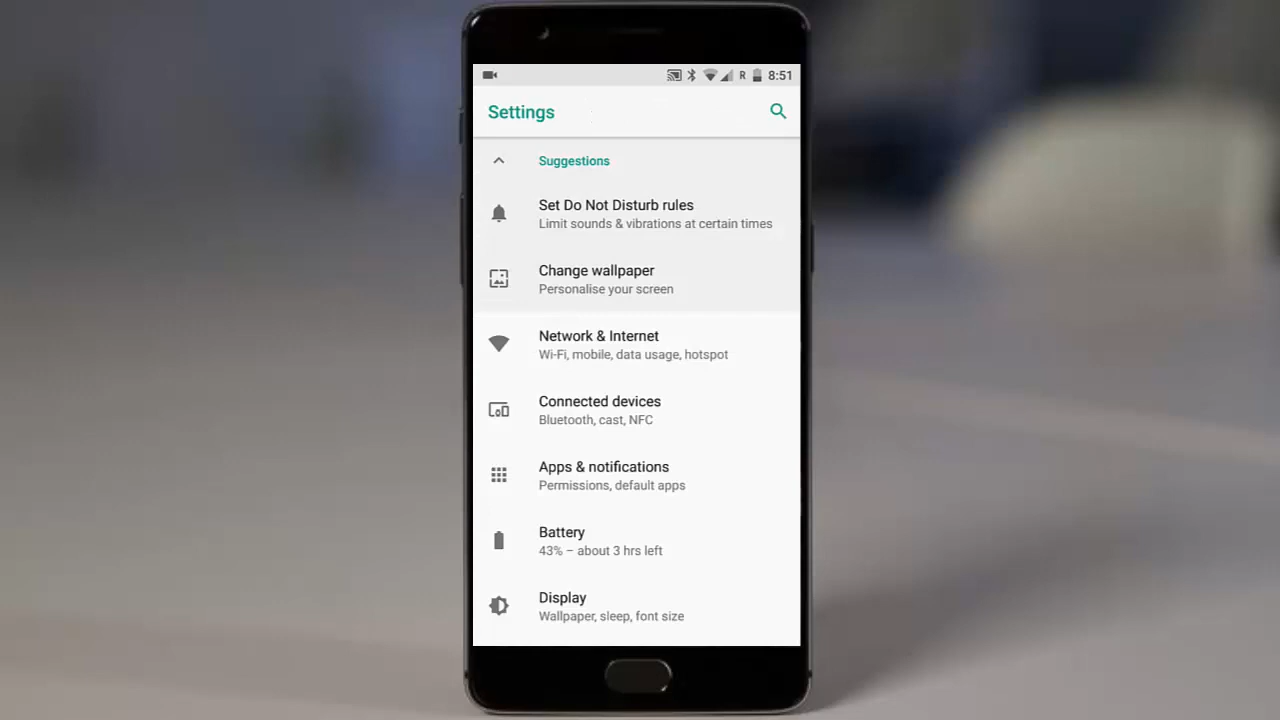 R 8:51
Settings
Suggestions
Set Do Not Disturb rules
Limit sounds & vibrations at certain times
Change wallpaper
Personalise your screen
Network & Internet
Wi-Fi, mobile, data usage, hotspot
Connected devices
Bluetooth, cast, NFC
Apps & notifications
Permissions, default apps
Battery
43% – about 3 hrs left
Display
Wallpaper, sleep, font size